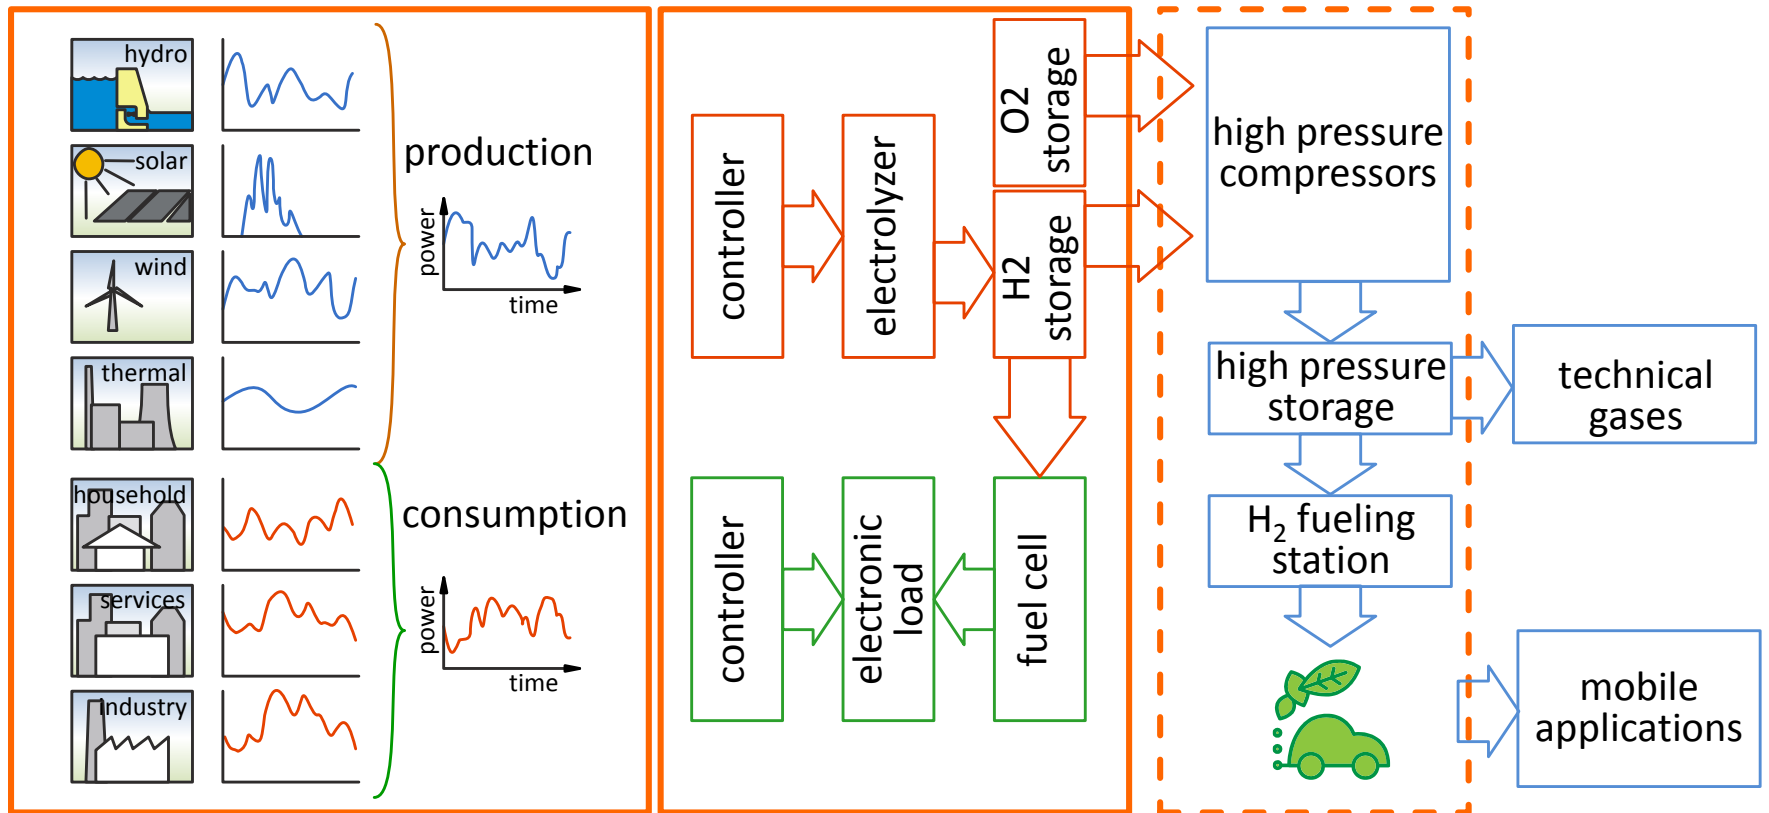 hydro
solar
wind
thermal
household
services
industry
production
power
time
consumption
power
time
controller
electrolyzer
O2
storage
H2
storage
controller
electronic
load
fuel cell
high pressure
compressors
high pressure
storage
H₂ fueling
station
technical
gases
mobile
applications